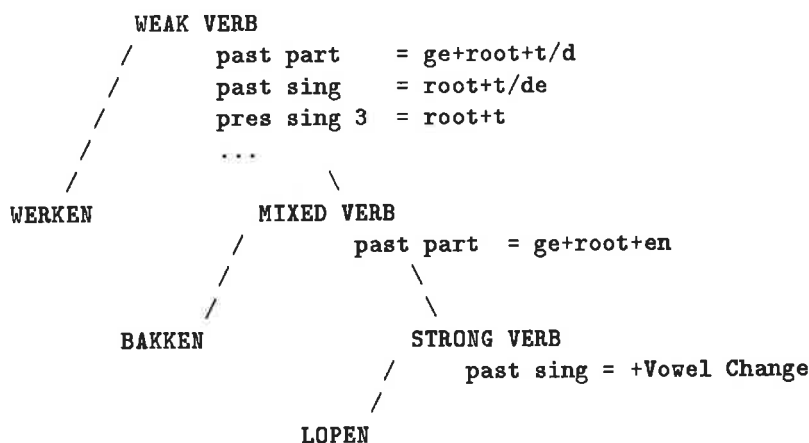 WEAK VERB
past part = ge+root+t/d
past sing = root+t/de
pres sing 3 = root+t
...
WERKEN MIXED VERB
past part = ge+root+en
BAKKEN STRONG VERB
past sing = +Vowel Change
LOPEN